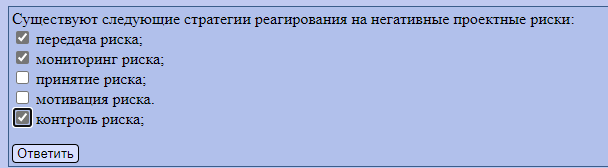 Существуют следующие стратегии реагирования на негативные проектные риски:
передача риска;
мониторинг риска;
принятие риска;
мотивация риска.
контроль риска;
Ответить